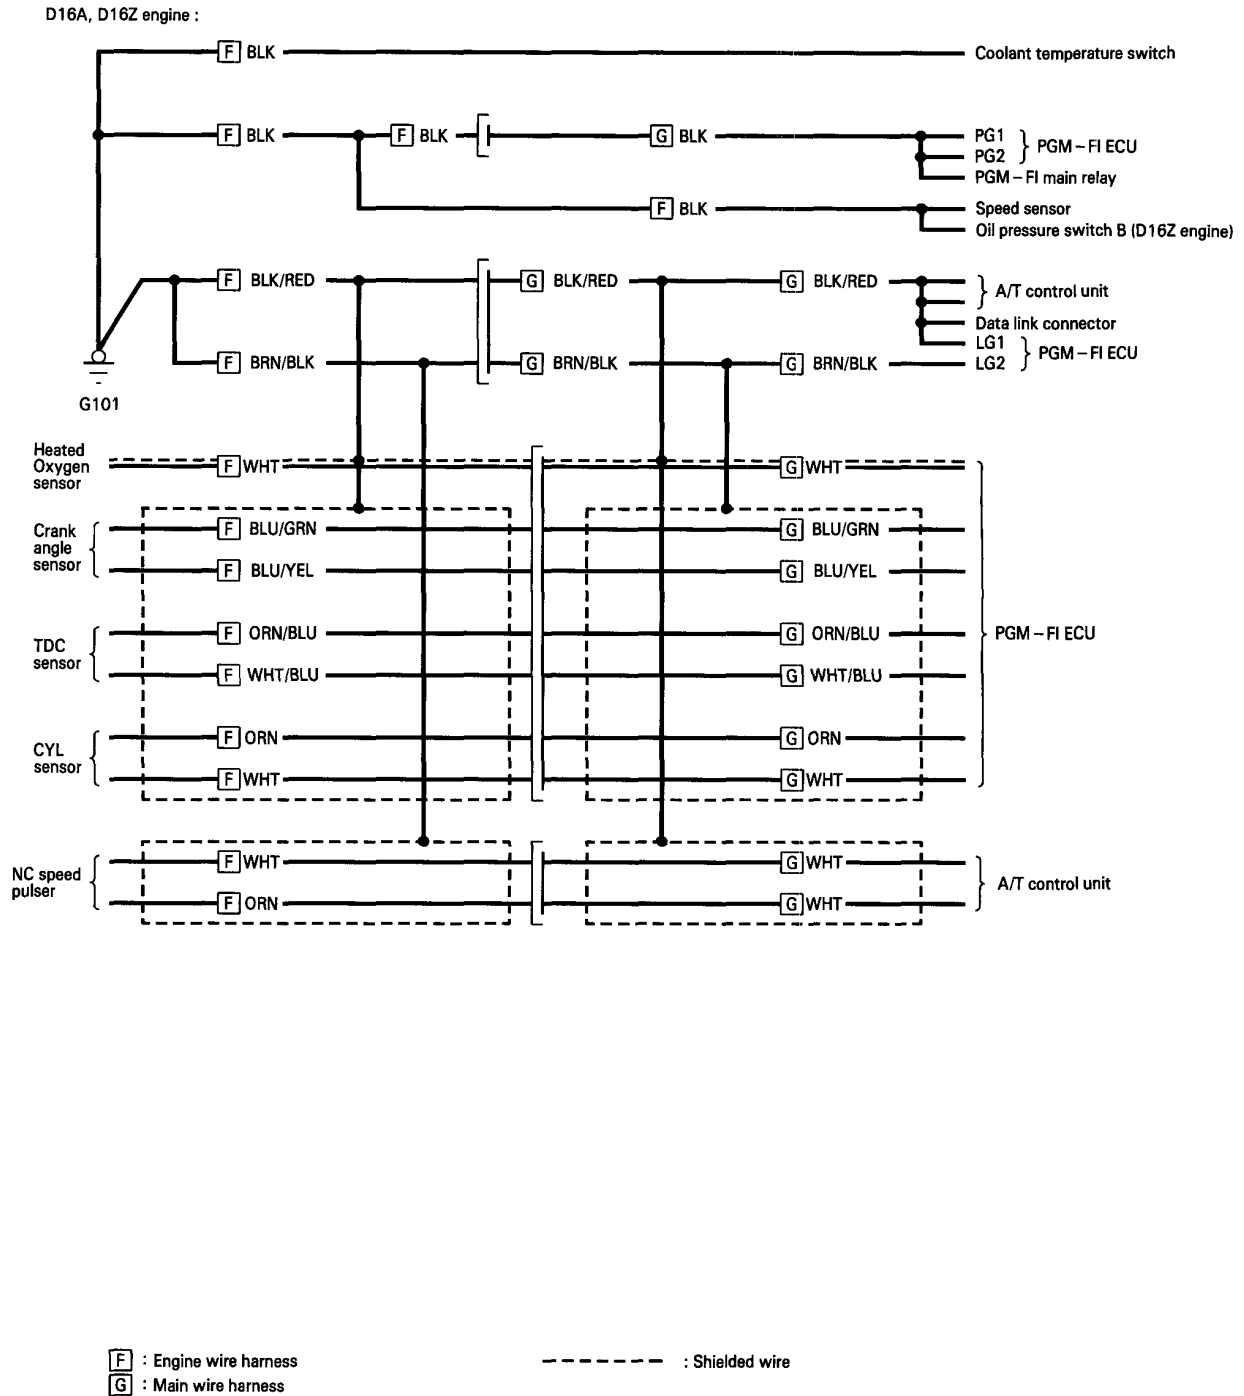 D16A, D16Z engine :
F BLK Coolant temperature switch
F BLK F BLK G BLK PG1 PGM – FI ECU
PG2
PGM – FI main relay
F BLK Speed sensor
Oil pressure switch B (D16Z engine)
F BLK/RED G BLK/RED G BLK/RED A/T control unit
Data link connector
LG1 PGM – FI ECU
F BRN/BLK G BRN/BLK G BRN/BLK LG2
G101
Heated
Oxygen
sensor
F WHT G WHT
Crank
angle
sensor
F BLU/GRN G BLU/GRN
F BLU/YEL G BLU/YEL
TDC
sensor
F ORN/BLU G ORN/BLU PGM – FI ECU
F WHT/BLU G WHT/BLU
CYL
sensor
F ORN G ORN
F WHT G WHT
NC speed
pulser
F WHT G WHT A/T control unit
F ORN G WHT
F : Engine wire harness
G : Main wire harness
: Shielded wire